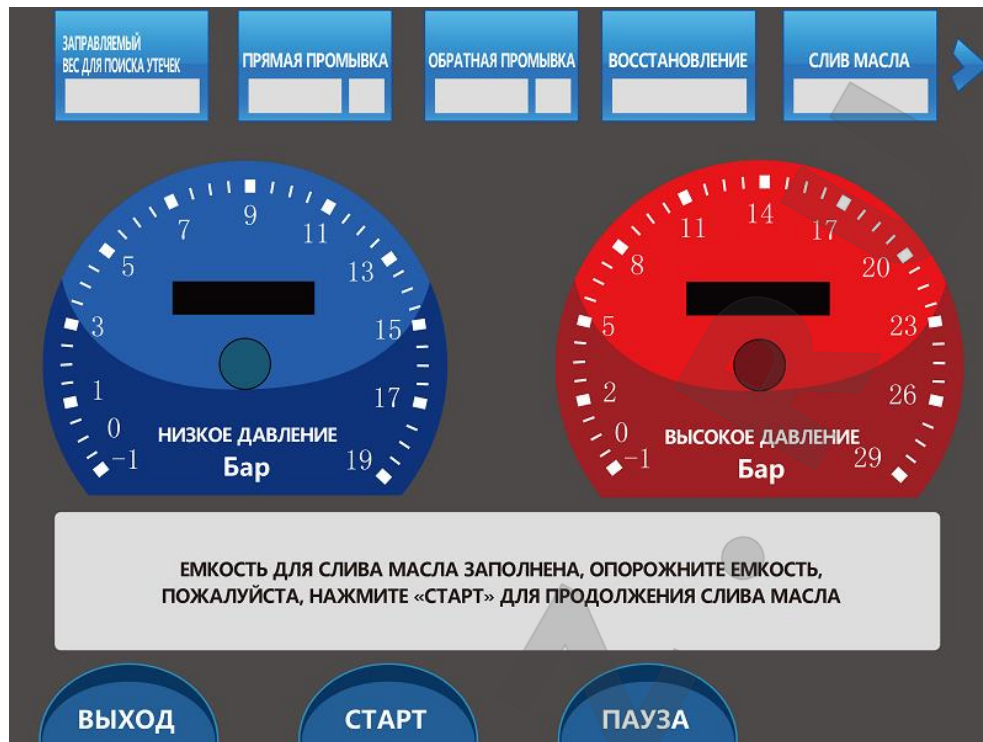 ЗАПРАВЛЯЕМЫЙ
ВЕС ДЛЯ ПОИСКА УТЕЧЕК
ПРЯМАЯ ПРОМЫВКА
ОБРАТНАЯ ПРОМЫВКА
ВОССТАНОВЛЕНИЕ
СЛИВ МАСЛА
-1
0
1
3
5
7
9
11
13
15
17
19
НИЗКОЕ ДАВЛЕНИЕ
Бар
-1
0
2
5
8
11
14
17
20
23
26
29
ВЫСОКОЕ ДАВЛЕНИЕ
Бар
ЕМКОСТЬ ДЛЯ СЛИВА МАСЛА ЗАПОЛНЕНА, ОПОРОЖНИТЕ ЕМКОСТЬ,
ПОЖАЛУЙСТА, НАЖМИТЕ «СТАРТ» ДЛЯ ПРОДОЛЖЕНИЯ СЛИВА МАСЛА
ВЫХОД
СТАРТ
ПАУЗА